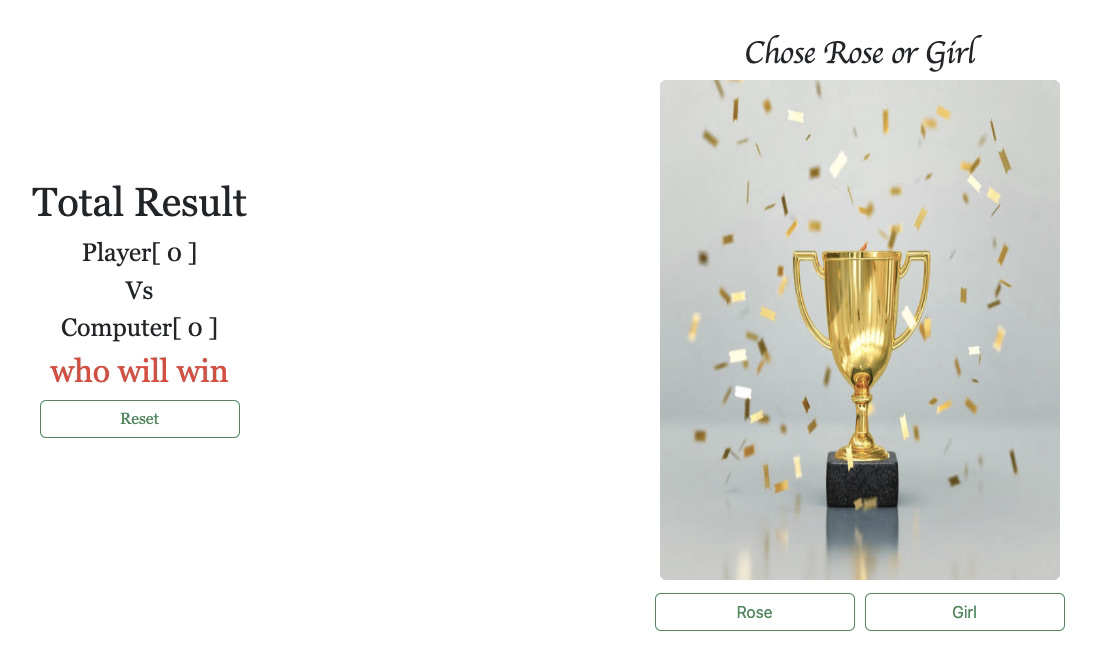 Chose Rose or Girl
Total Result
Player[ 0 ]
Vs
Computer[ 0 ]
who will win
Reset
Rose
Girl